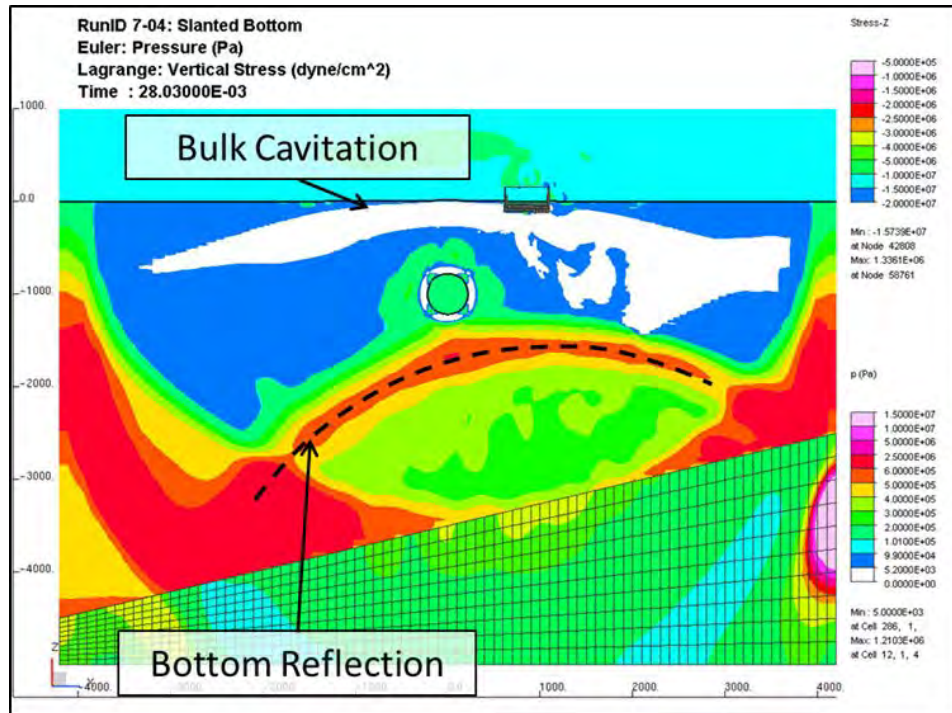 RunID 7-04: Slanted Bottom
Euler: Pressure (Pa)
Lagrange: Vertical Stress (dyne/cm^2)
Time : 28.03000E-03
Bulk Cavitation
Bottom Reflection
1000.
0.0
-1000.
-2000.
-3000.
-4000.
Z
X
-4000.
-3000.
-2000.
-1000.
0.0
1000.
2000.
3000.
4000.
Stress-Z
-5.0000E+05
-1.0000E+06
-1.5000E+06
-2.0000E+06
-2.5000E+06
-3.0000E+06
-4.0000E+06
-5.0000E+06
-1.0000E+07
-1.5000E+07
-2.0000E+07
Min : -1.5739E+07
at Node 42808
Max: 1.3361E+06
at Node 58761
p (Pa)
1.5000E+07
1.0000E+07
5.0000E+06
2.5000E+06
6.0000E+05
5.0000E+05
4.0000E+05
3.0000E+05
2.0000E+05
1.0100E+05
9.9000E+04
5.2000E+03
0.0000E+00
Min : 5.0000E+03
at Cell 286, 1,
Max: 1.2103E+06
at Cell 12, 1, 4